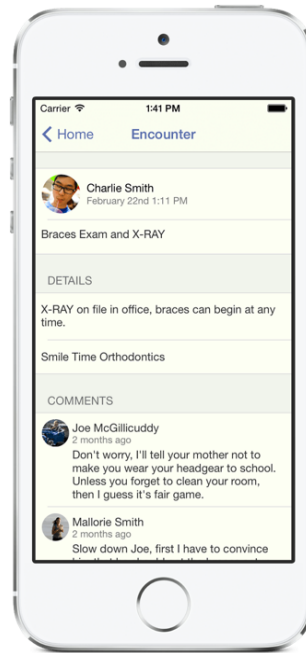 Carrier 1:41 PM
Home Encounter
Charlie Smith
February 22nd 1:11 PM
Braces Exam and X-RAY
DETAILS
X-RAY on file in office, braces can begin at any
time.
Smile Time Orthodontics
COMMENTS
Joe McGillicuddy
2 months ago
Don't worry, I'll tell your mother not to
make you wear your headgear to school.
Unless you forget to clean your room,
then I guess it's fair game.
Mallorie Smith
2 months ago
Slow down Joe, first I have to convince